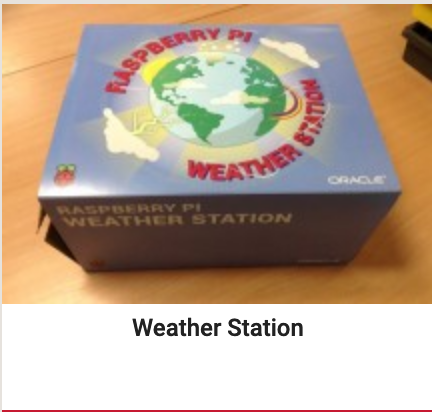 RASPBERRY PI
WEATHER STATION
ORACLE
RASPBERRY PI
WEATHER STATION
Weather Station